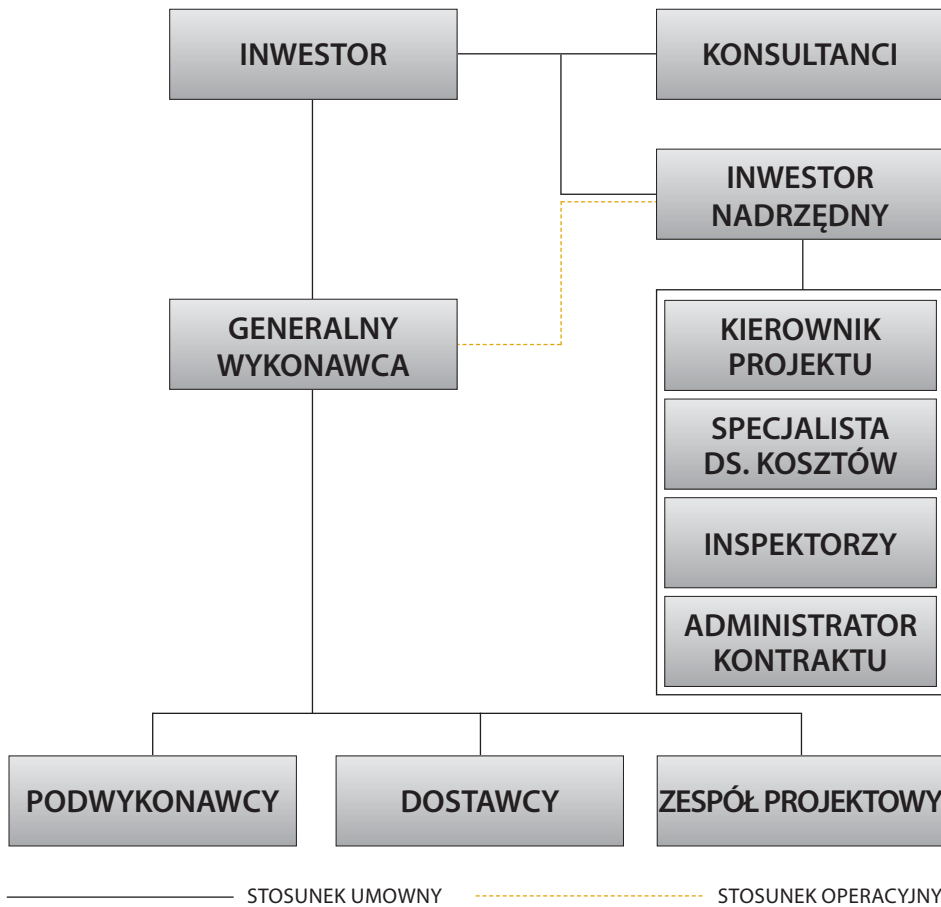 INWESTOR
KONSULTANCI
INWESTOR
NADRZĘDNY
GENERALNY
WYKONAWCA
KIEROWNIK
PROJEKTU
SPECJALISTA
DS. KOSZTÓW
INSPEKTORZY
ADMINISTRATOR
KONTRAKTU
PODWYKONAWCY
DOSTAWCY
ZESPÓŁ PROJEKTOWY
STOSUNEK UMOWNY
STOSUNEK OPERACYJNY